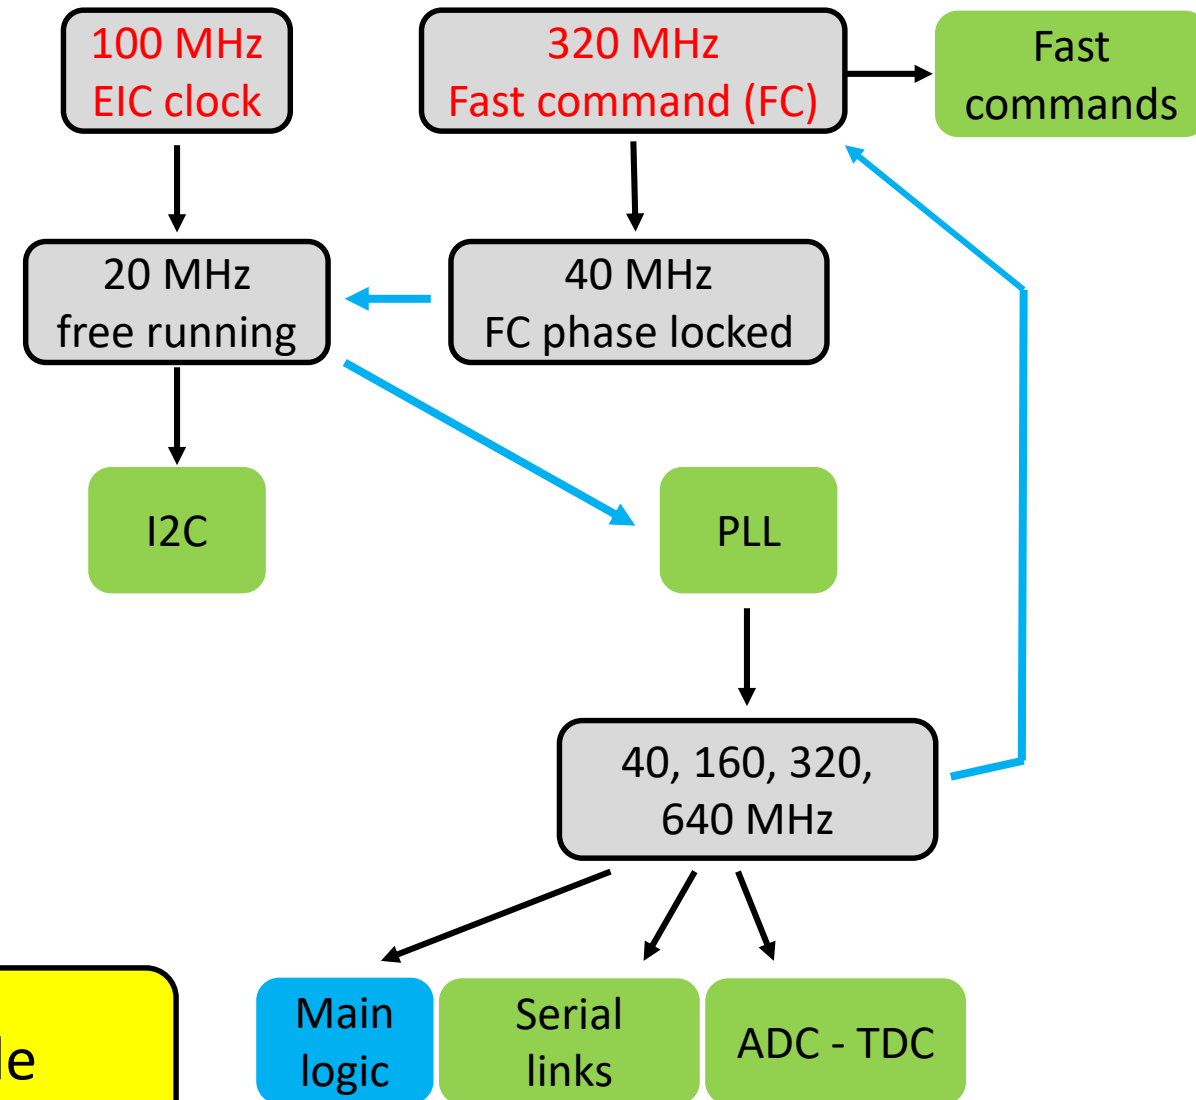 100 MHz
EIC clock
320 MHz
Fast command (FC)
Fast
commands
20 MHz
free running
40 MHz
FC phase locked
I2C
PLL
40, 160, 320,
640 MHz
Main
logic
Serial
links
ADC - TDC